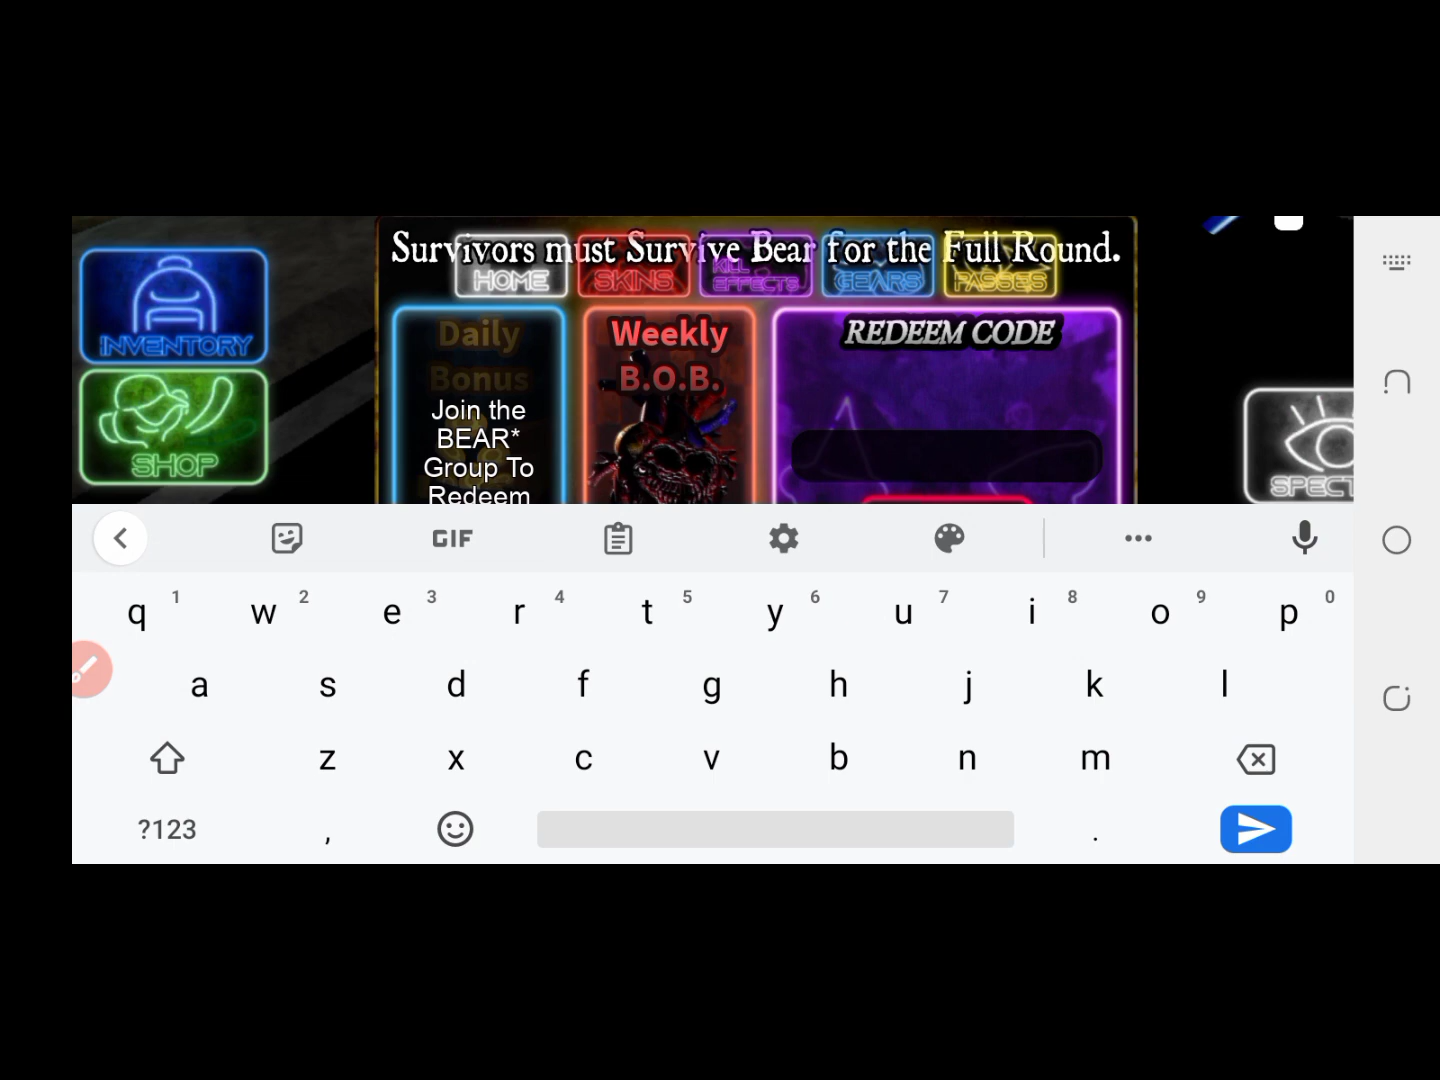 Survivors must Survive Bear for the Full Round.
HOME
SKINS
KILL
EFFECTS
GEARS
PASSES
INVENTORY
SHOP
Daily
Bonus
Join the
BEAR*
Group To
Redeem
Weekly
B.O.B.
REDEEM CODE
SPECT
GIF
q 1 w 2 e 3 r 4 t 5 y 6 u 7 i 8 o 9 p 0
a s d f g h j k l
z x c v b n m
?123 , .